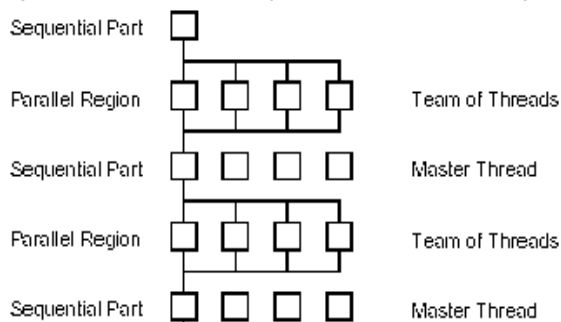 Sequential Part
Parallel Region Team of Threads
Sequential Part Master Thread
Parallel Region Team of Threads
Sequential Part Master Thread